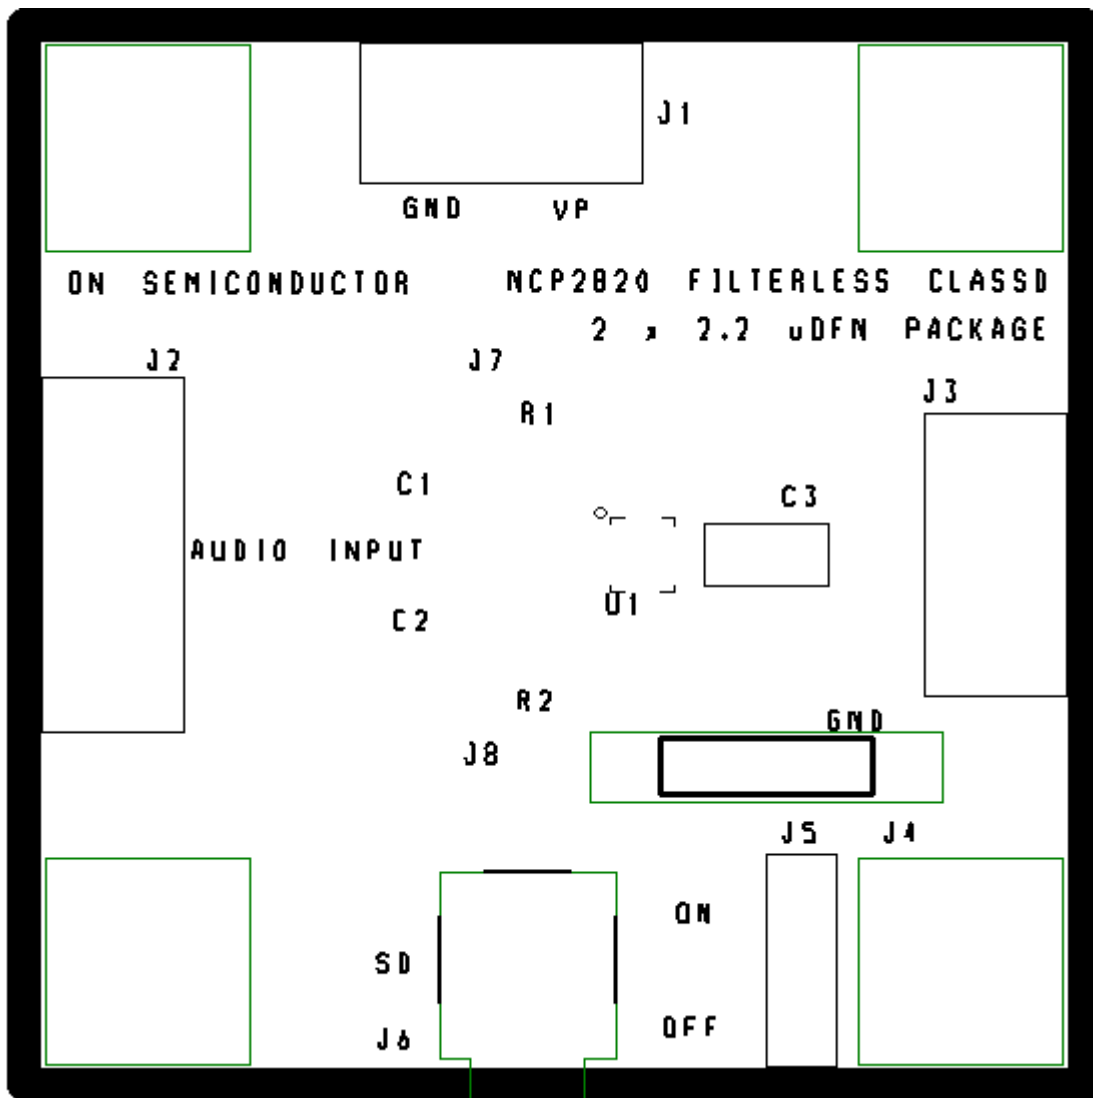 J1
GND VP
ON SEMICONDUCTOR NCP2820 FILTERLESS CLASSD
2 x 2.2 uDFN PACKAGE
J2 J7
J3
R1
C1 C3
AUDIO INPUT
U1
C2
R2
GND
J8
J5 J4
ON
SD
OFF
J6